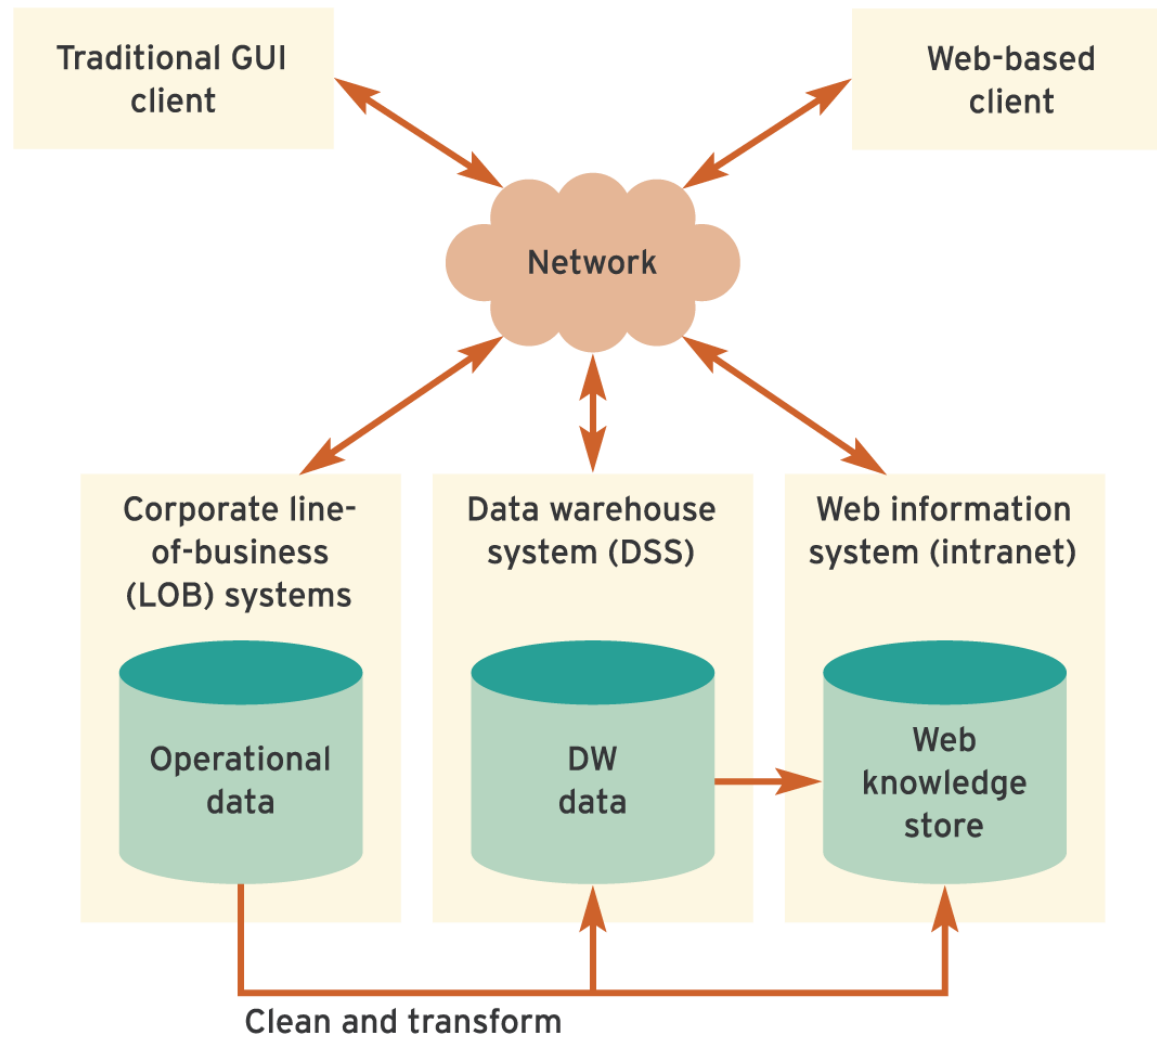 Traditional GUI
client
Web-based
client
Network
Corporate line-
of-business
(LOB) systems
Data warehouse
system (DSS)
Web information
system (intranet)
Operational
data
DW
data
Web
knowledge
store
Clean and transform